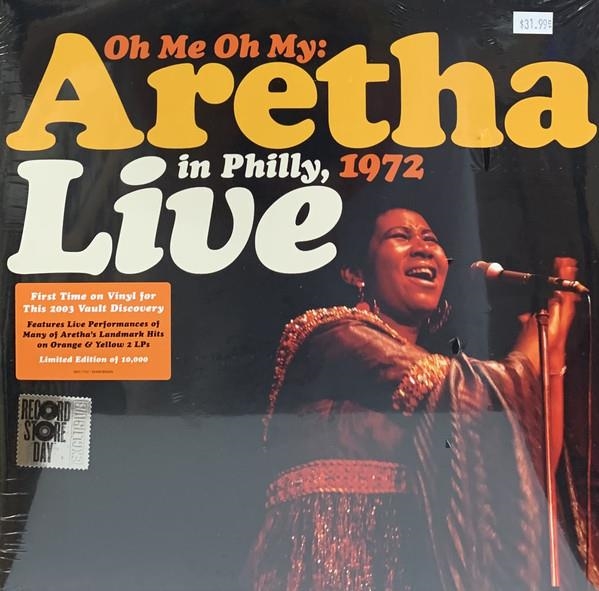 $31.99
Oh Me Oh My:
Aretha
in Philly, 1972
Live
First Time on Vinyl for
This 2003 Vault Discovery
Features Live Performances of
Many of Aretha's Landmark Hits
on Orange & Yellow 2 LPs
Limited Edition of 10,000
RECORD
STORE
DAY
EXCLUSIVE